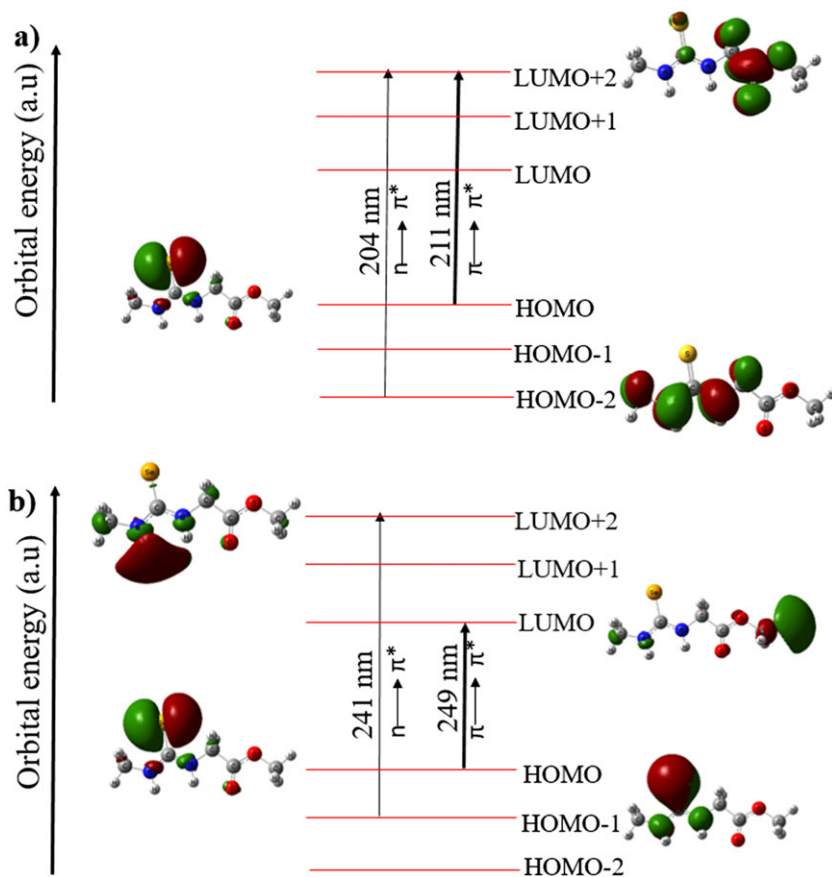 a)
Orbital energy (a.u)
LUMO+2
LUMO+1
LUMO
204 nm
n → π*
211 nm
π → π*
HOMO
HOMO-1
HOMO-2
b)
Orbital energy (a.u)
LUMO+2
LUMO+1
LUMO
241 nm
n → π*
249 nm
π → π*
HOMO
HOMO-1
HOMO-2